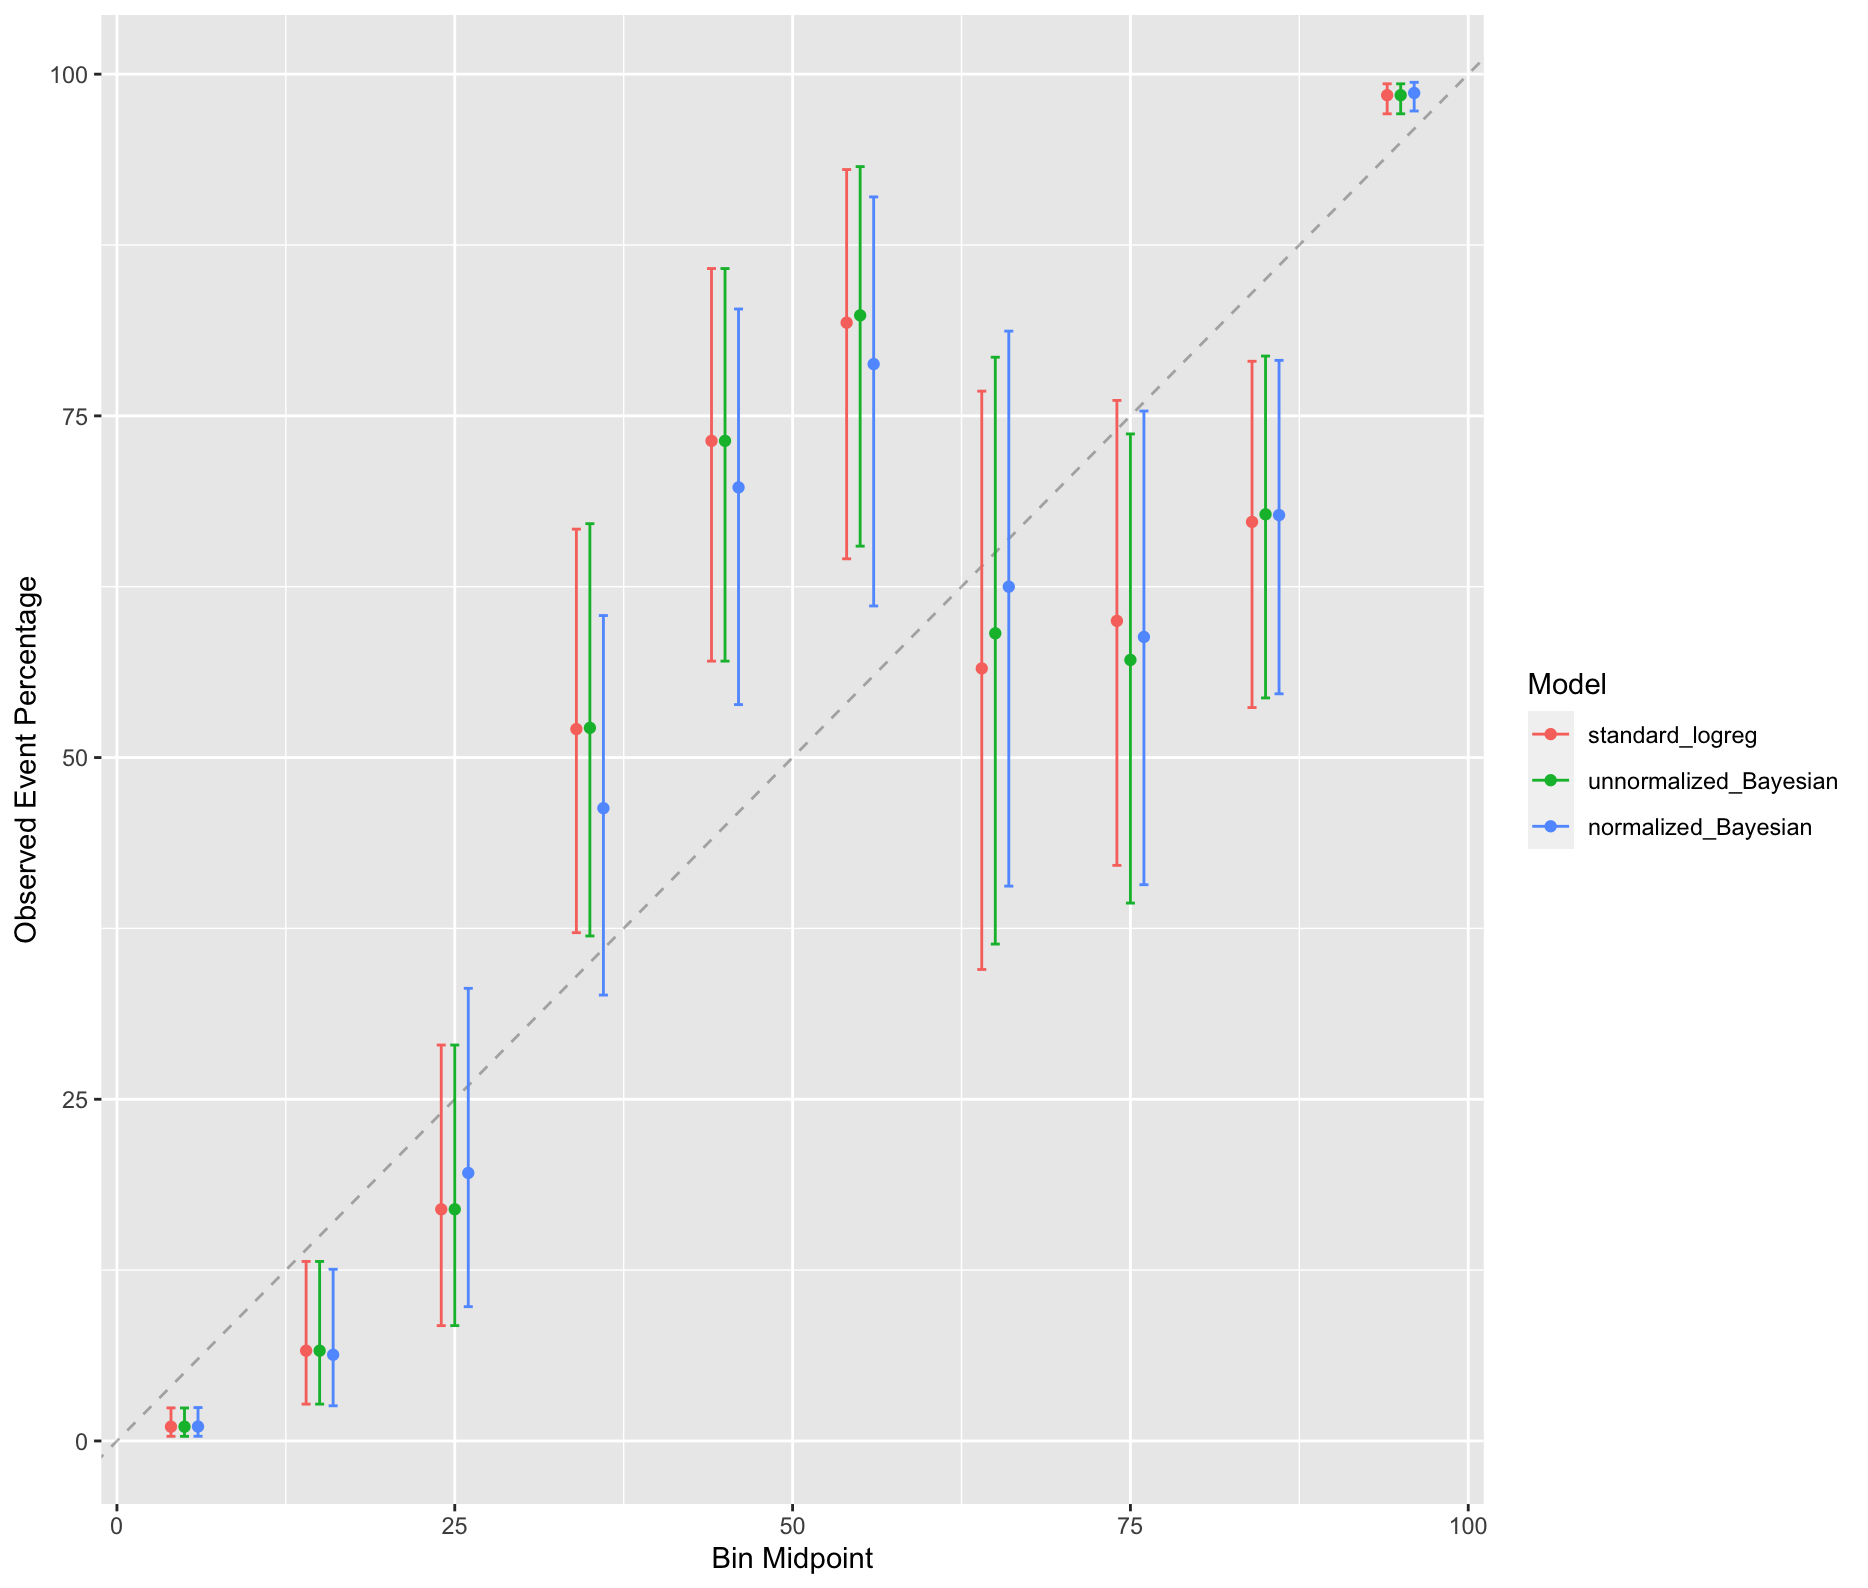 100
75
50
25
0
Observed Event Percentage
0 25 50 75 100
Bin Midpoint
Model
standard_logreg
unnormalized_Bayesian
normalized_Bayesian